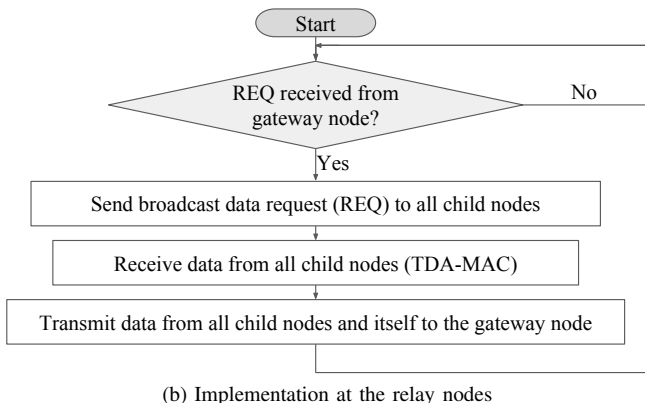 Start
REQ received from
gateway node?
No
Yes
Send broadcast data request (REQ) to all child nodes
Receive data from all child nodes (TDA-MAC)
Transmit data from all child nodes and itself to the gateway node
(b) Implementation at the relay nodes